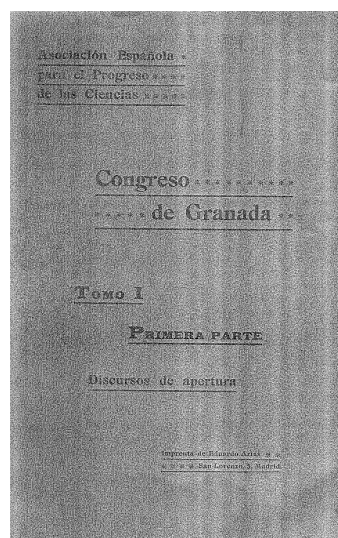 Asociación Española
para el Progreso
de las Ciencias
Congreso
de Granada
Tomo I
Primera parte
Discursos de apertura
Imprenta de Eduardo Arias
San Lorenzo, 5, Madrid